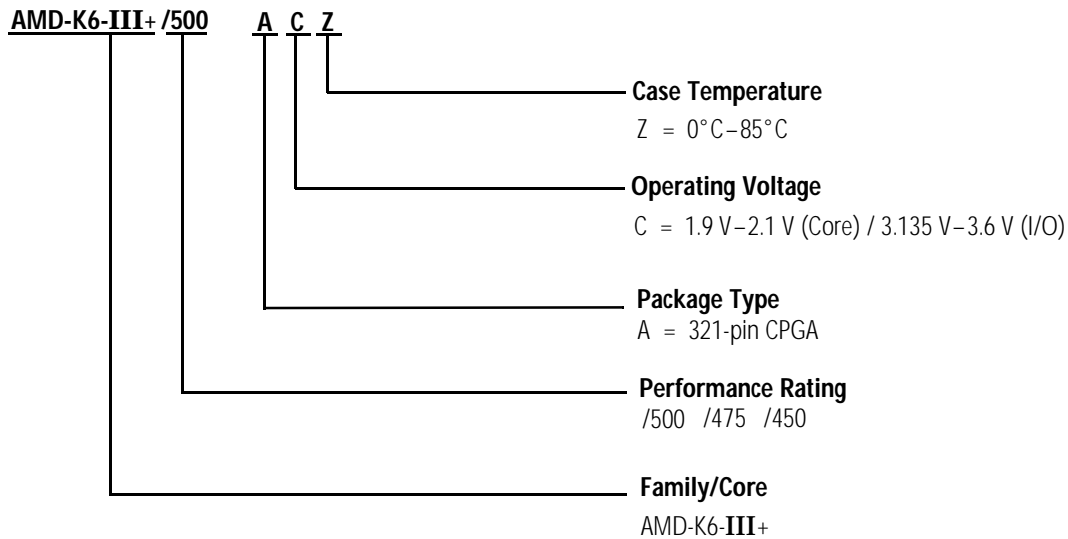 AMD-K6-III+ /500 A C Z
Case Temperature
Z = 0°C–85°C
Operating Voltage
C = 1.9 V–2.1 V (Core) / 3.135 V–3.6 V (I/O)
Package Type
A = 321-pin CPGA
Performance Rating
/500 /475 /450
Family/Core
AMD-K6-III+